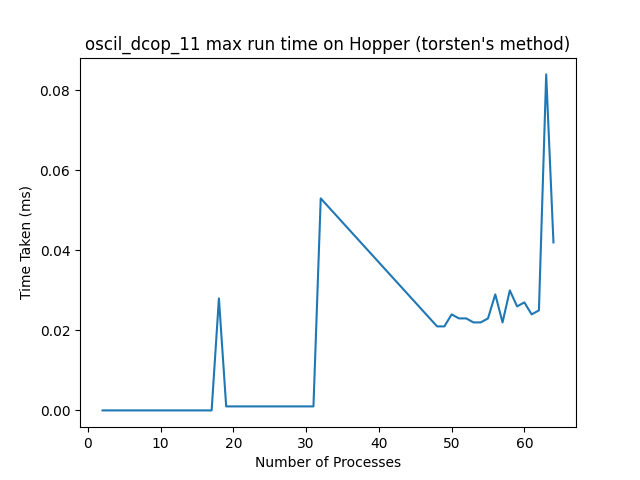 oscil_dcop_11 max run time on Hopper (torsten's method)
Time Taken (ms)
0.08
0.06
0.04
0.02
0.00
0 10 20 30 40 50 60
Number of Processes